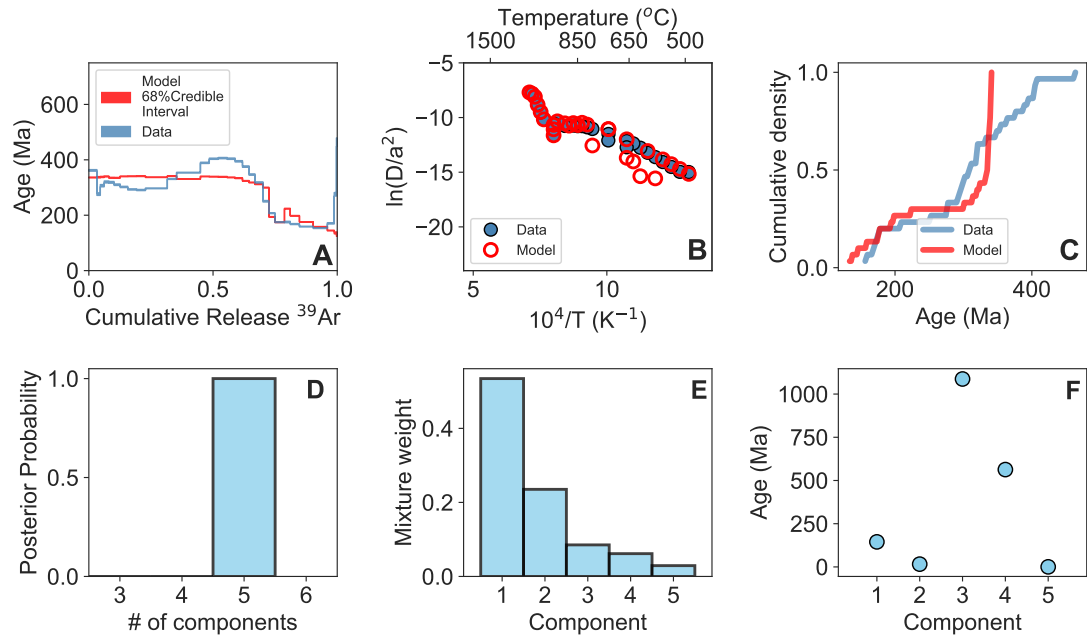 Age (Ma)
600
400
200
0
Model
68%Credible
Interval
Data
A
0.0
0.5
1.0
Cumulative Release ³⁹Ar
Temperature (°C)
1500
850
650
500
ln(D/a²)
−5
−10
−15
−20
Data
Model
B
5
10
10⁴/T (K⁻¹)
Cumulative density
1.0
0.5
0.0
Data
Model
C
200
400
Age (Ma)
Posterior Probability
1.0
0.5
0.0
D
3
4
5
6
# of components
Mixture weight
0.4
0.2
0.0
E
1
2
3
4
5
Component
Age (Ma)
1000
750
500
250
0
F
1
2
3
4
5
Component